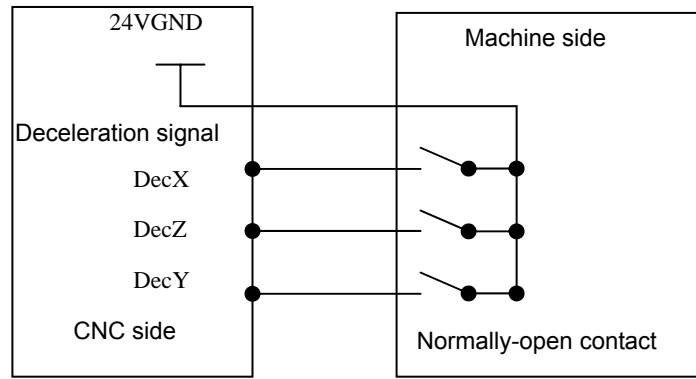 24VGND
Machine side
Deceleration signal
DecX
DecZ
DecY
CNC side
Normally-open contact